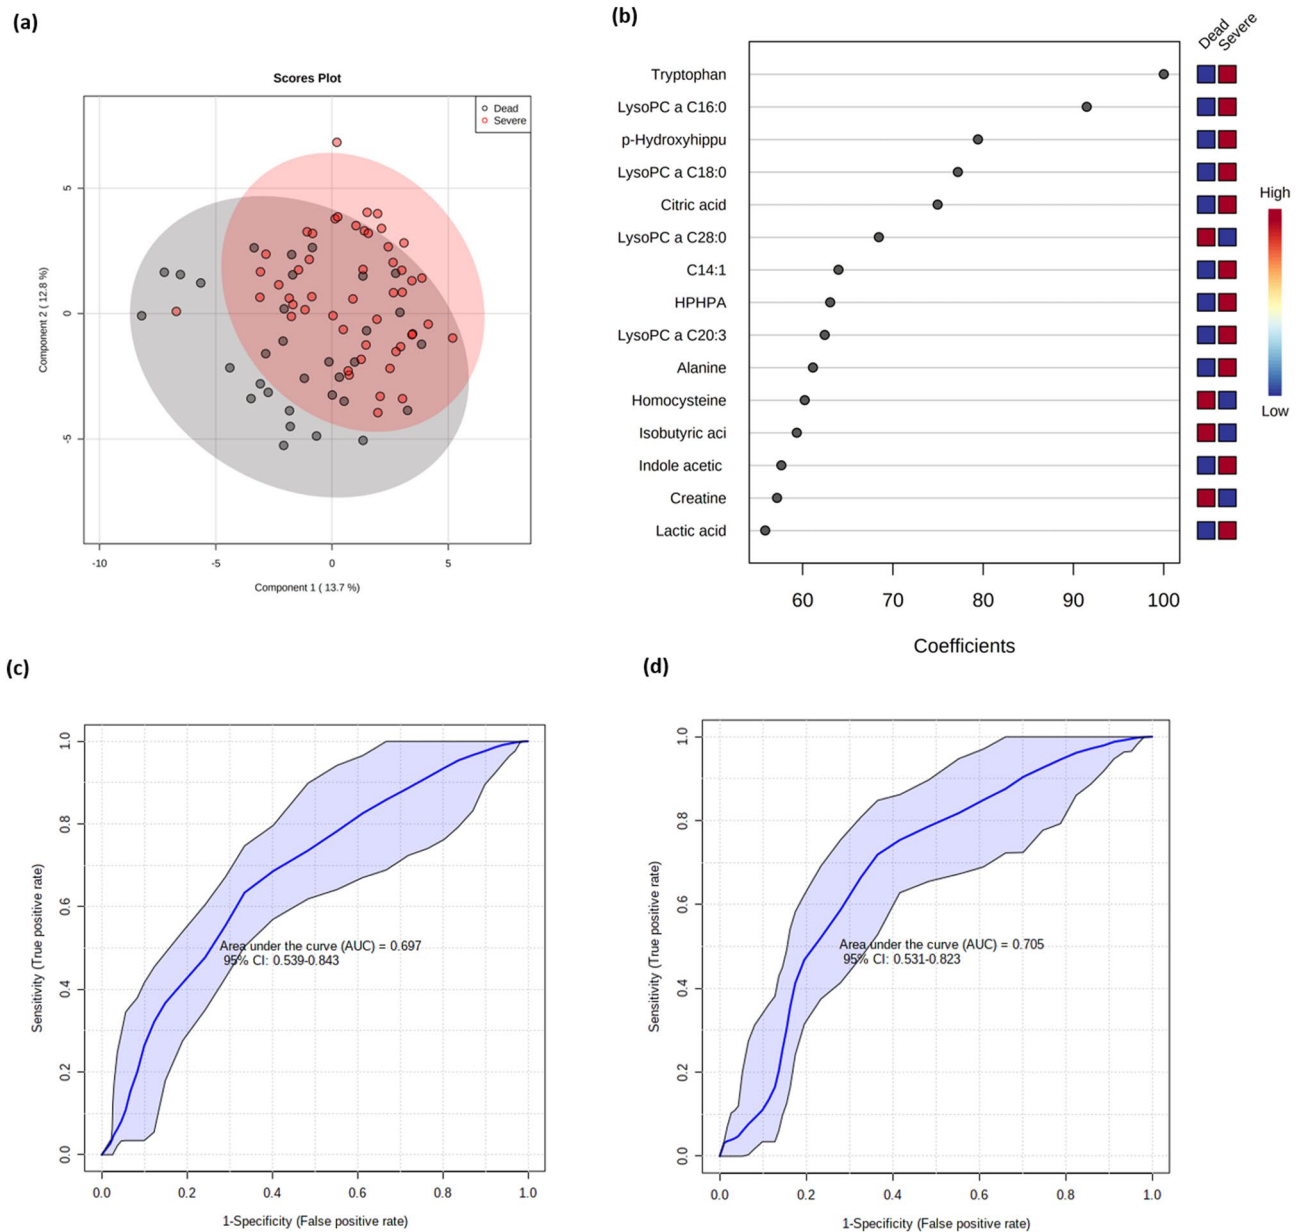 (a)
Scores Plot
Dead
Severe
5
0
-5
Component 2 ( 12.8 %)
-10
-5
0
5
Component 1 ( 13.7 %)
(b)
Dead
Severe
Tryptophan
LysoPC a C16:0
p-Hydroxyhippu
LysoPC a C18:0
Citric acid
LysoPC a C28:0
C14:1
HPHPA
LysoPC a C20:3
Alanine
Homocysteine
Isobutyric aci
Indole acetic
Creatine
Lactic acid
High
Low
60
70
80
90
100
Coefficients
(c)
1.0
0.8
0.6
0.4
0.2
0.0
Sensitivity (True positive rate)
Area under the curve (AUC) = 0.697
95% CI: 0.539-0.843
0.0
0.2
0.4
0.6
0.8
1.0
1-Specificity (False positive rate)
(d)
1.0
0.8
0.6
0.4
0.2
0.0
Sensitivity (True positive rate)
Area under the curve (AUC) = 0.705
95% CI: 0.531-0.823
0.0
0.2
0.4
0.6
0.8
1.0
1-Specificity (False positive rate)